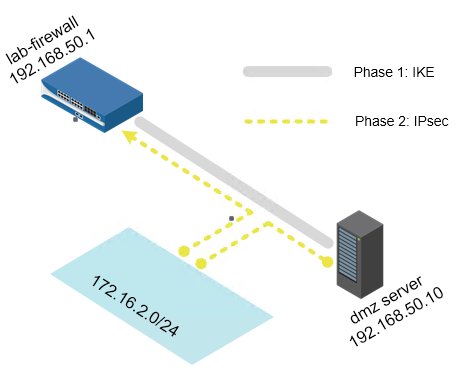 lab-firewall
192.168.50.1
Phase 1: IKE
Phase 2: IPsec
172.16.2.0/24
dmz server
192.168.50.10